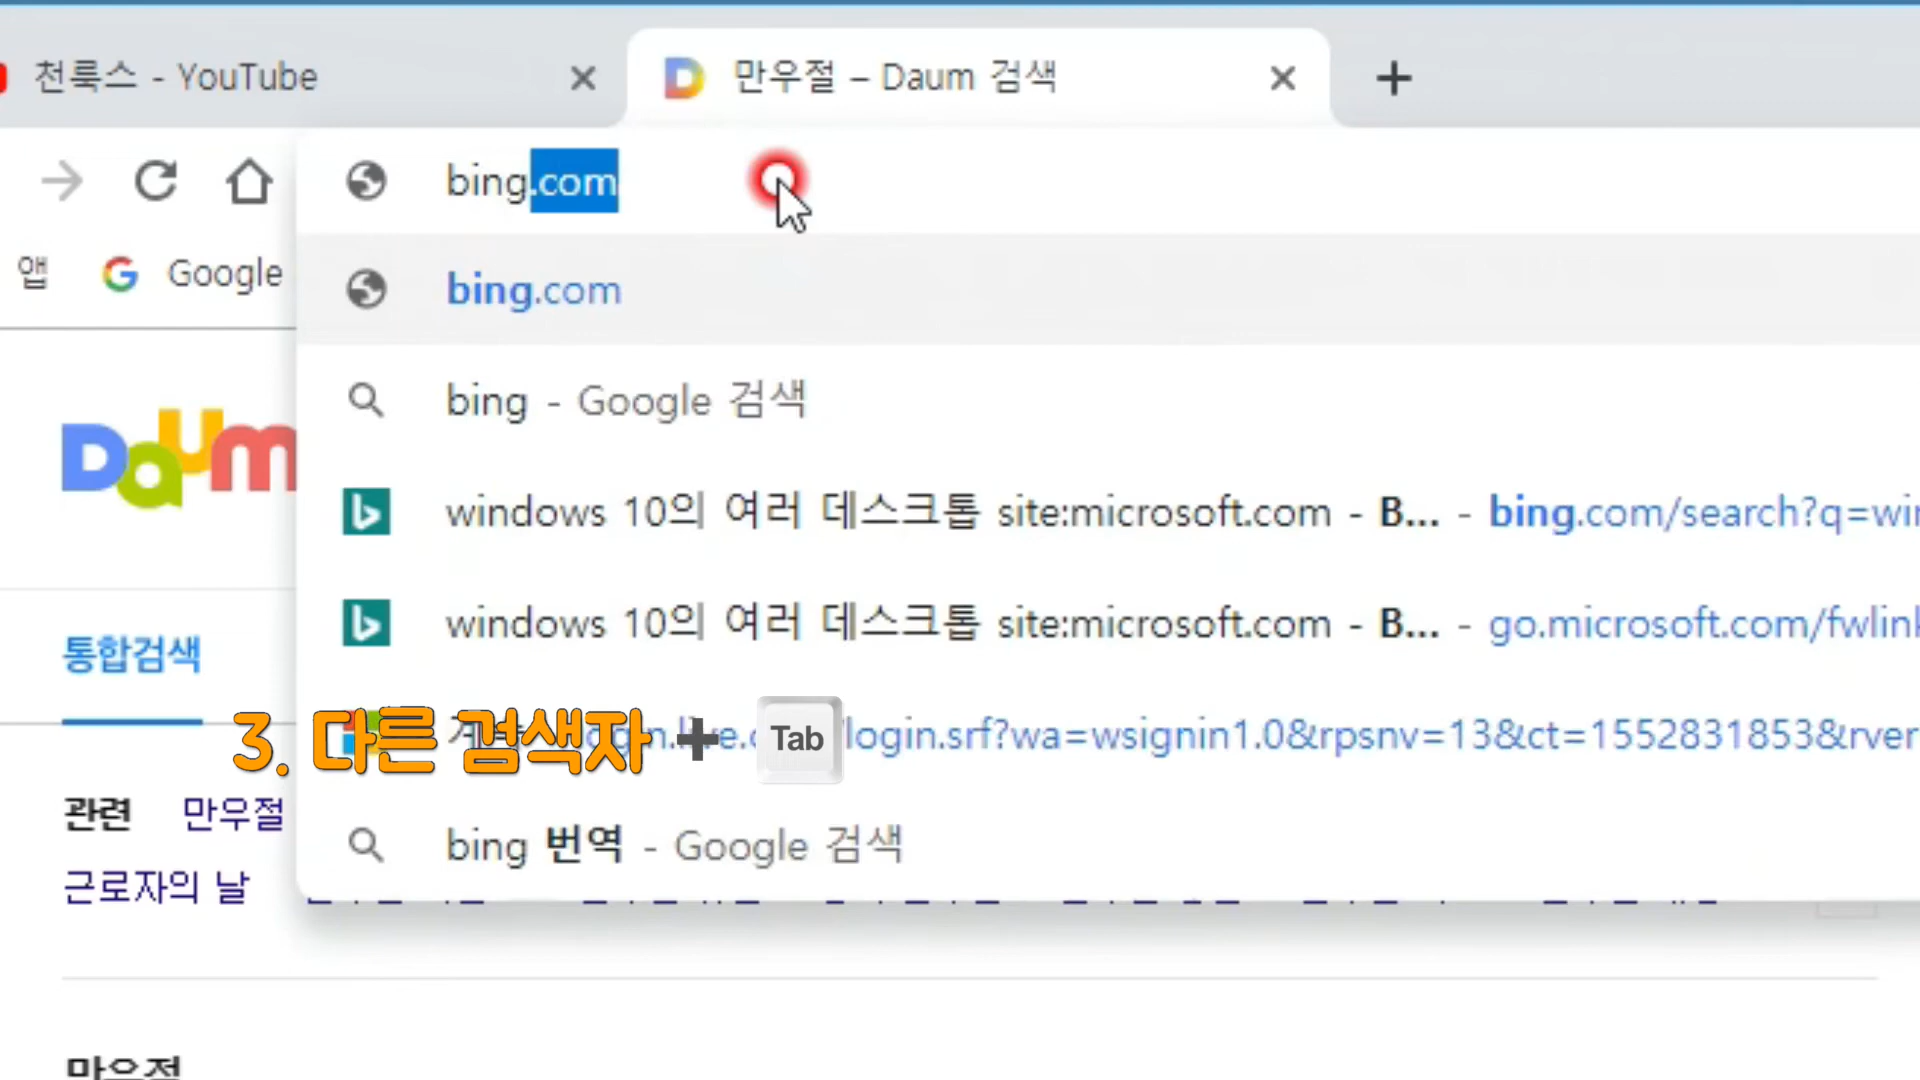 천룩스 - YouTube
만우절 – Daum 검색
bing.com
앱 Google
bing.com
bing - Google 검색
Daum
windows 10의 여러 데스크톱 site:microsoft.com - B... - bing.com/search?q=wi
windows 10의 여러 데스크톱 site:microsoft.com - B... - go.microsoft.com/fwlink
통합검색
3. 다른 검색자 + Tab
/login.srf?wa=wsignin1.0&rpsnv=13&ct=1552831853&rver
관련 만우절
bing 번역 - Google 검색
근로자의 날
만우절